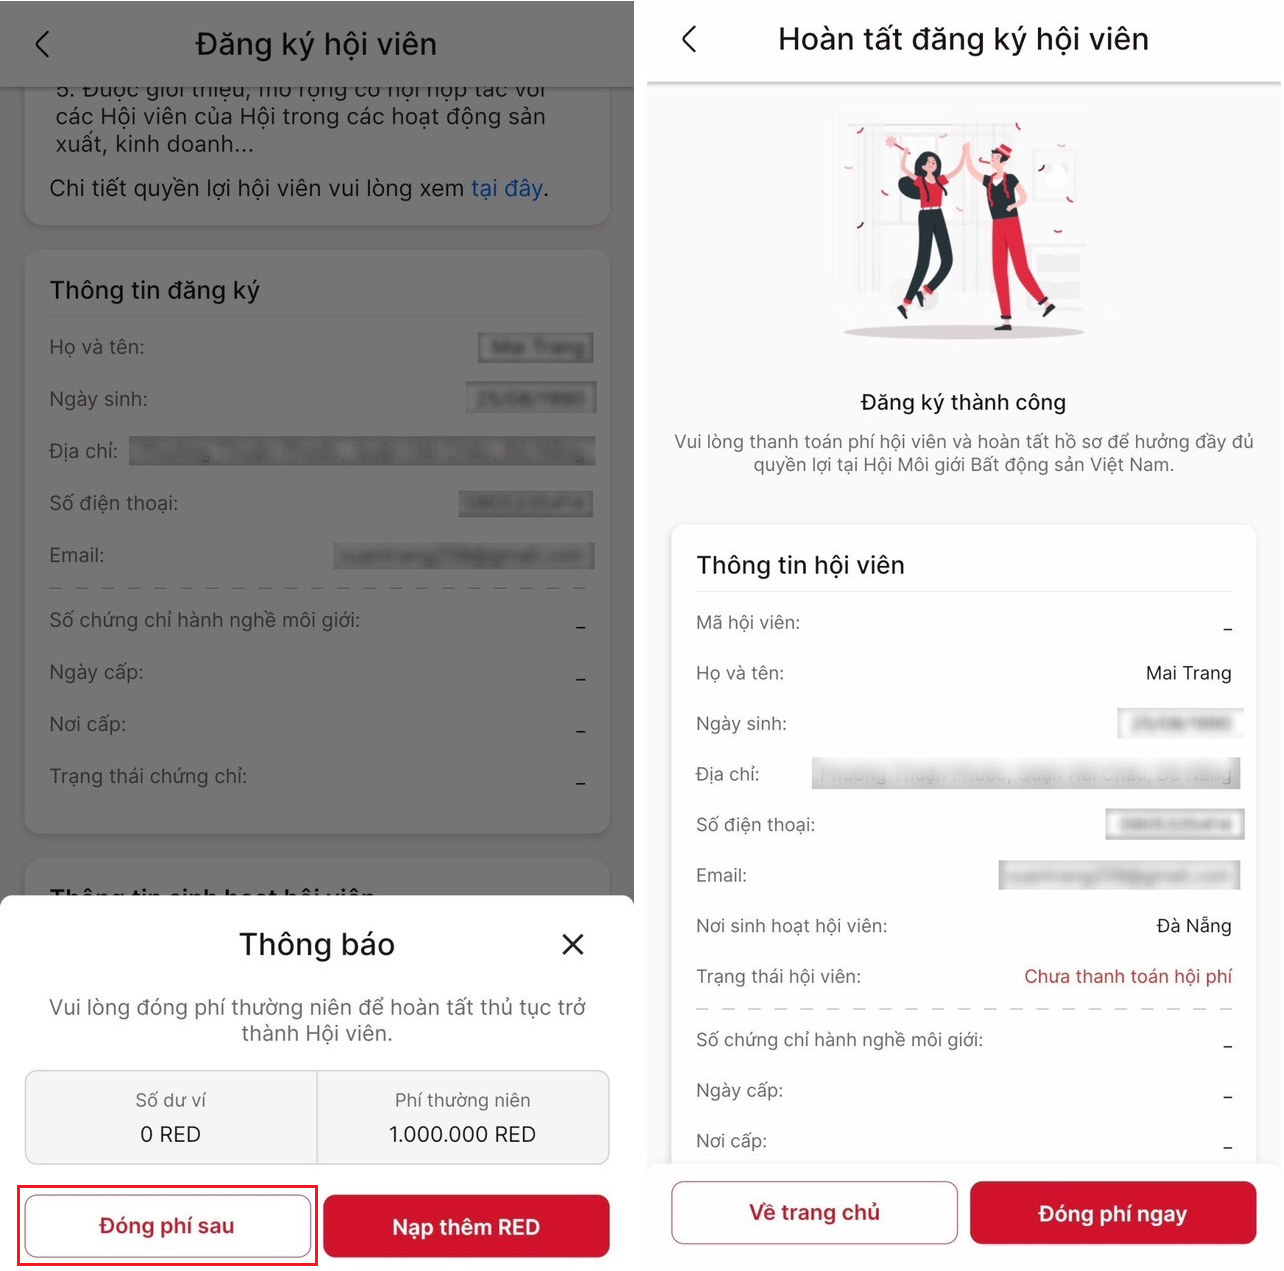 Đăng ký hội viên
5. Được giới thiệu, mở rộng cơ hội hợp tác với
các Hội viên của Hội trong các hoạt động sản
xuất, kinh doanh...
Chi tiết quyền lợi hội viên vui lòng xem tại đây.
Thông tin đăng ký
Họ và tên:
Ngày sinh:
Địa chỉ:
Số điện thoại:
Email:
Số chứng chỉ hành nghề môi giới: –
Ngày cấp: –
Nơi cấp: –
Trạng thái chứng chỉ: –
Thông tin sinh hoạt hội viên
Thông báo
Vui lòng đóng phí thường niên để hoàn tất thủ tục trở
thành Hội viên.
Số dư ví
0 RED
Phí thường niên
1.000.000 RED
Đóng phí sau
Nạp thêm RED
Hoàn tất đăng ký hội viên
Đăng ký thành công
Vui lòng thanh toán phí hội viên và hoàn tất hồ sơ để hưởng đầy đủ
quyền lợi tại Hội Môi giới Bất động sản Việt Nam.
Thông tin hội viên
Mã hội viên: –
Họ và tên: Mai Trang
Ngày sinh:
Địa chỉ:
Số điện thoại:
Email:
Nơi sinh hoạt hội viên: Đà Nẵng
Trạng thái hội viên: Chưa thanh toán hội phí
Số chứng chỉ hành nghề môi giới: –
Ngày cấp: –
Nơi cấp: –
Về trang chủ
Đóng phí ngay